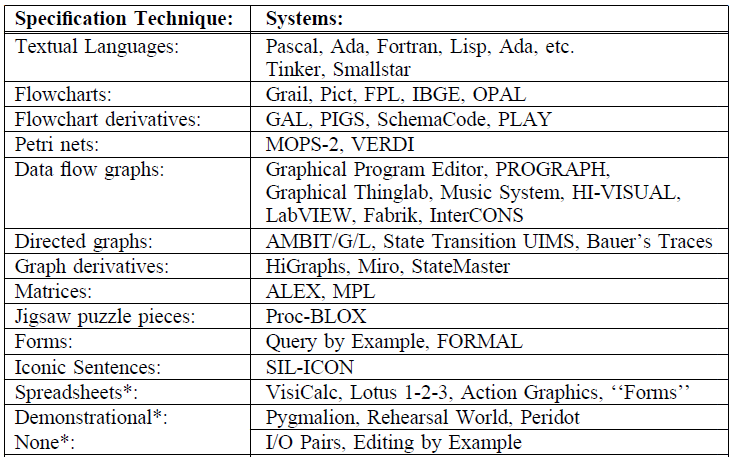 Specification Technique: Systems:
Textual Languages: Pascal, Ada, Fortran, Lisp, Ada, etc.
Tinker, Smallstar
Flowcharts: Grail, Pict, FPL, IBGE, OPAL
Flowchart derivatives: GAL, PIGS, SchemaCode, PLAY
Petri nets: MOPS-2, VERDI
Data flow graphs: Graphical Program Editor, PROGRAPH,
Graphical Thinglab, Music System, HI-VISUAL,
LabVIEW, Fabrik, InterCONS
Directed graphs: AMBIT/G/L, State Transition UIMS, Bauer's Traces
Graph derivatives: HiGraphs, Miro, StateMaster
Matrices: ALEX, MPL
Jigsaw puzzle pieces: Proc-BLOX
Forms: Query by Example, FORMAL
Iconic Sentences: SIL-ICON
Spreadsheets*: VisiCalc, Lotus 1-2-3, Action Graphics, ‘‘Forms’’
Demonstrational*: Pygmalion, Rehearsal World, Peridot
None*: I/O Pairs, Editing by Example